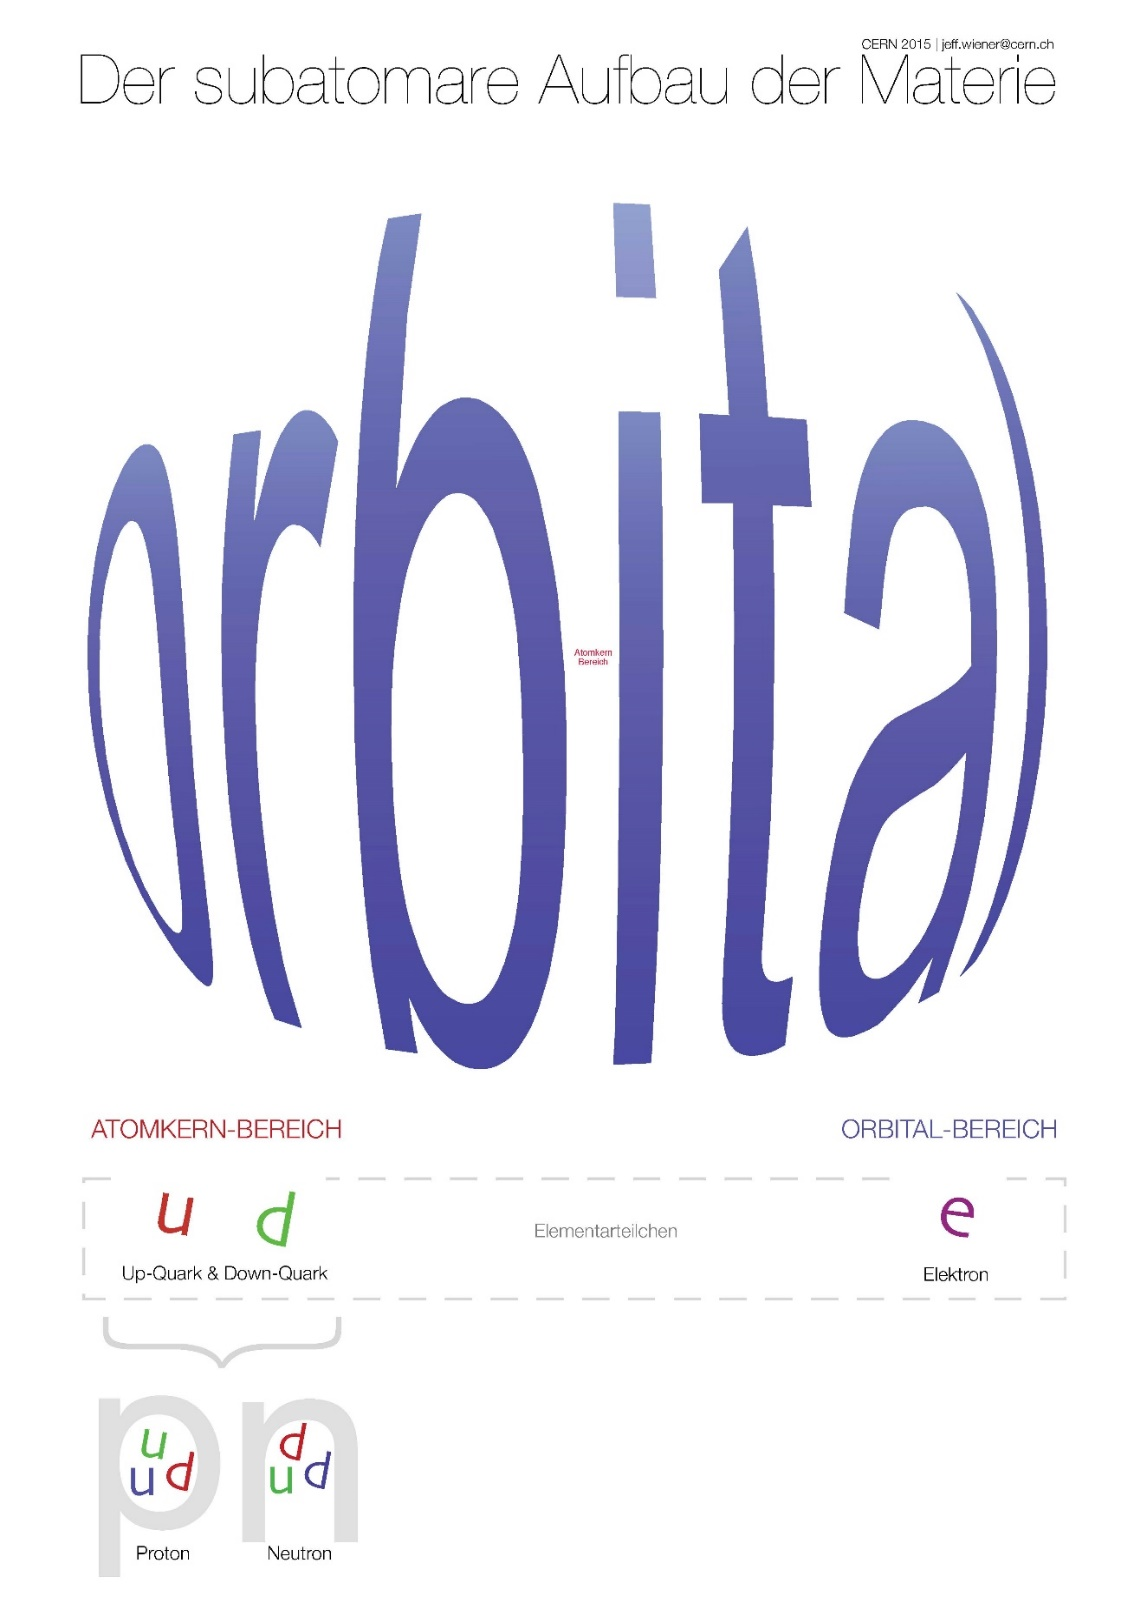 CERN 2015 | jeff.wiener@cern.ch
Der subatomare Aufbau der Materie
orbital
Atomkern
Bereich
ATOMKERN-BEREICH
ORBITAL-BEREICH
u d
Elementarteilchen
e
Up-Quark & Down-Quark
Elektron
p n
u
u d
d
u d
Proton
Neutron